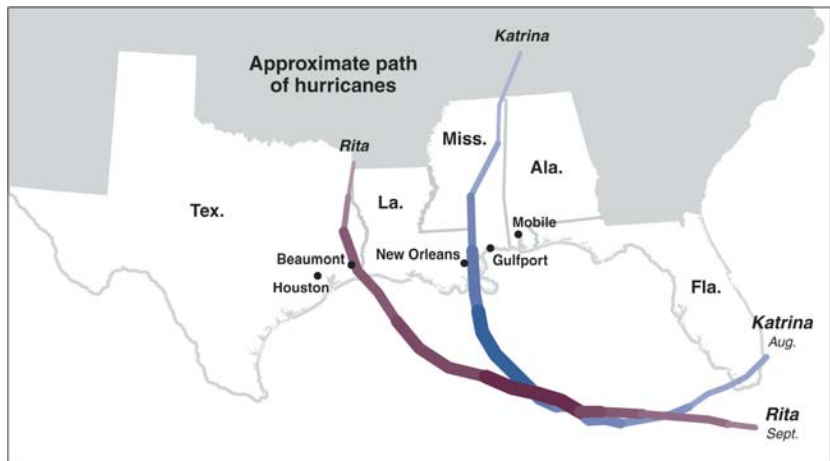 Katrina
Approximate path
of hurricanes
Rita
Miss.
Ala.
La.
Tex.
Mobile
Beaumont
New Orleans
Gulfport
Houston
Fla.
Katrina
Aug.
Rita
Sept.